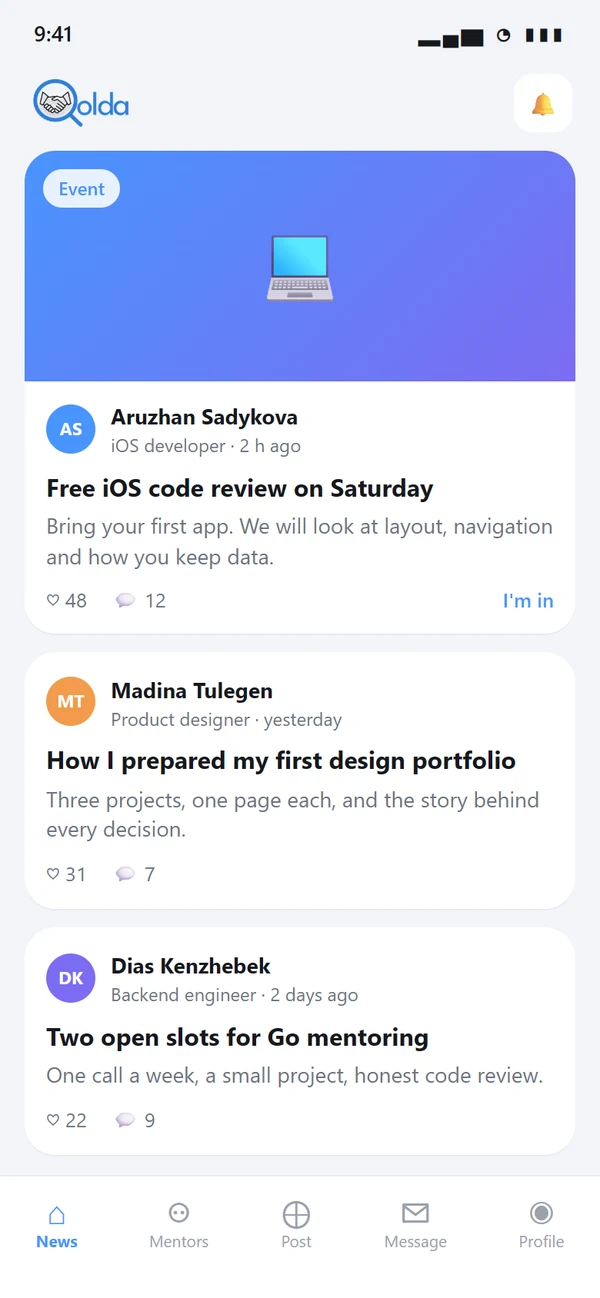 9:41
Qolda
Event
AS
Aruzhan Sadykova
iOS developer · 2 h ago
Free iOS code review on Saturday
Bring your first app. We will look at layout, navigation
and how you keep data.
48
12
I'm in
MT
Madina Tulegen
Product designer · yesterday
How I prepared my first design portfolio
Three projects, one page each, and the story behind
every decision.
31
7
DK
Dias Kenzhebek
Backend engineer · 2 days ago
Two open slots for Go mentoring
One call a week, a small project, honest code review.
22
9
News
Mentors
Post
Message
Profile